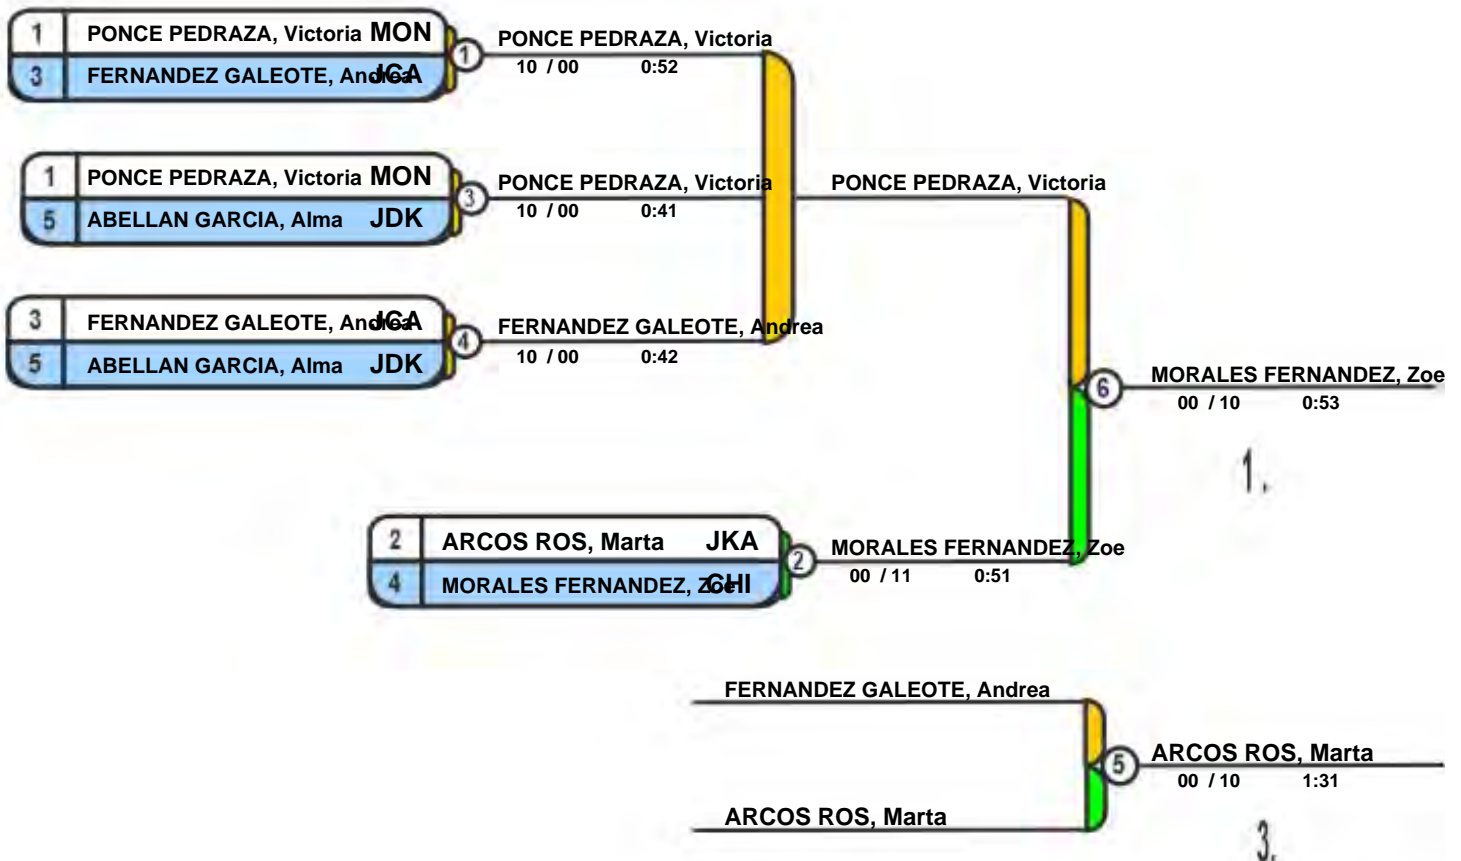 1 PONCE PEDRAZA, Victoria MON
3 FERNANDEZ GALEOTE, Andrea JCA
1 PONCE PEDRAZA, Victoria
10 / 00 0:52
1 PONCE PEDRAZA, Victoria MON
5 ABELLAN GARCIA, Alma JDK
3 PONCE PEDRAZA, Victoria
10 / 00 0:41
PONCE PEDRAZA, Victoria
3 FERNANDEZ GALEOTE, Andrea JCA
5 ABELLAN GARCIA, Alma JDK
4 FERNANDEZ GALEOTE, Andrea
10 / 00 0:42
6 MORALES FERNANDEZ, Zoe
00 / 10 0:53
1.
2 ARCOS ROS, Marta JKA
4 MORALES FERNANDEZ, Zoe CHI
2 MORALES FERNANDEZ, Zoe
00 / 11 0:51
FERNANDEZ GALEOTE, Andrea
5 ARCOS ROS, Marta
00 / 10 1:31
ARCOS ROS, Marta
3.